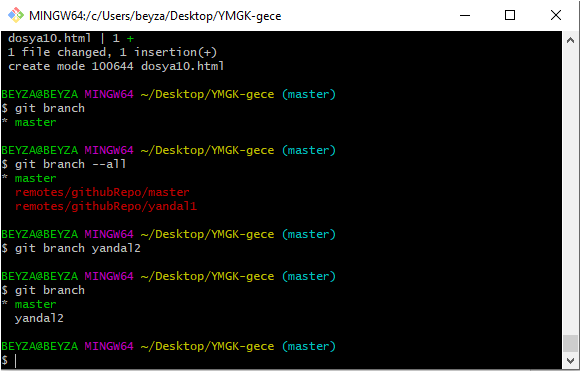 MINGW64:/c/Users/beyza/Desktop/YMGK-gece
dosya10.html | 1 +
1 file changed, 1 insertion(+)
create mode 100644 dosya10.html
BEYZA@BEYZA MINGW64 ~/Desktop/YMGK-gece (master)
$ git branch
* master
BEYZA@BEYZA MINGW64 ~/Desktop/YMGK-gece (master)
$ git branch --all
* master
remotes/githubRepo/master
remotes/githubRepo/yandal1
BEYZA@BEYZA MINGW64 ~/Desktop/YMGK-gece (master)
$ git branch yandal2
BEYZA@BEYZA MINGW64 ~/Desktop/YMGK-gece (master)
$ git branch
* master
yandal2
BEYZA@BEYZA MINGW64 ~/Desktop/YMGK-gece (master)
$